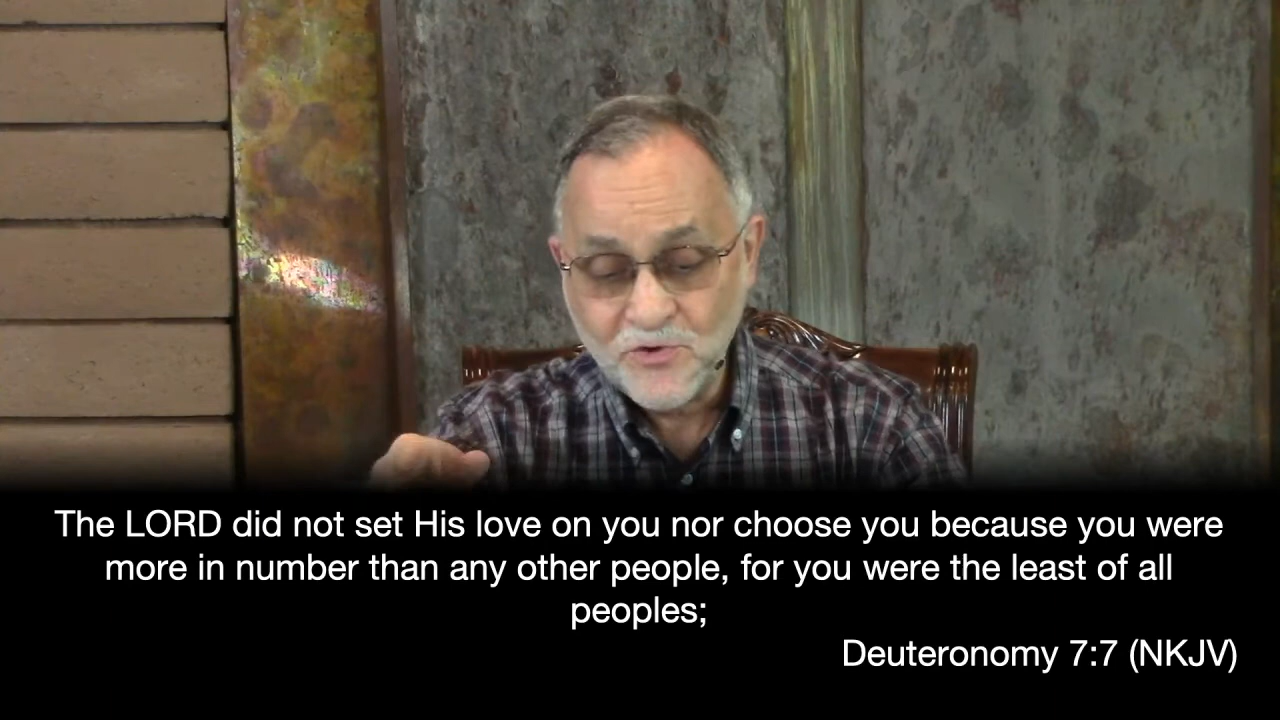 The LORD did not set His love on you nor choose you because you were
more in number than any other people, for you were the least of all
peoples;
Deuteronomy 7:7 (NKJV)